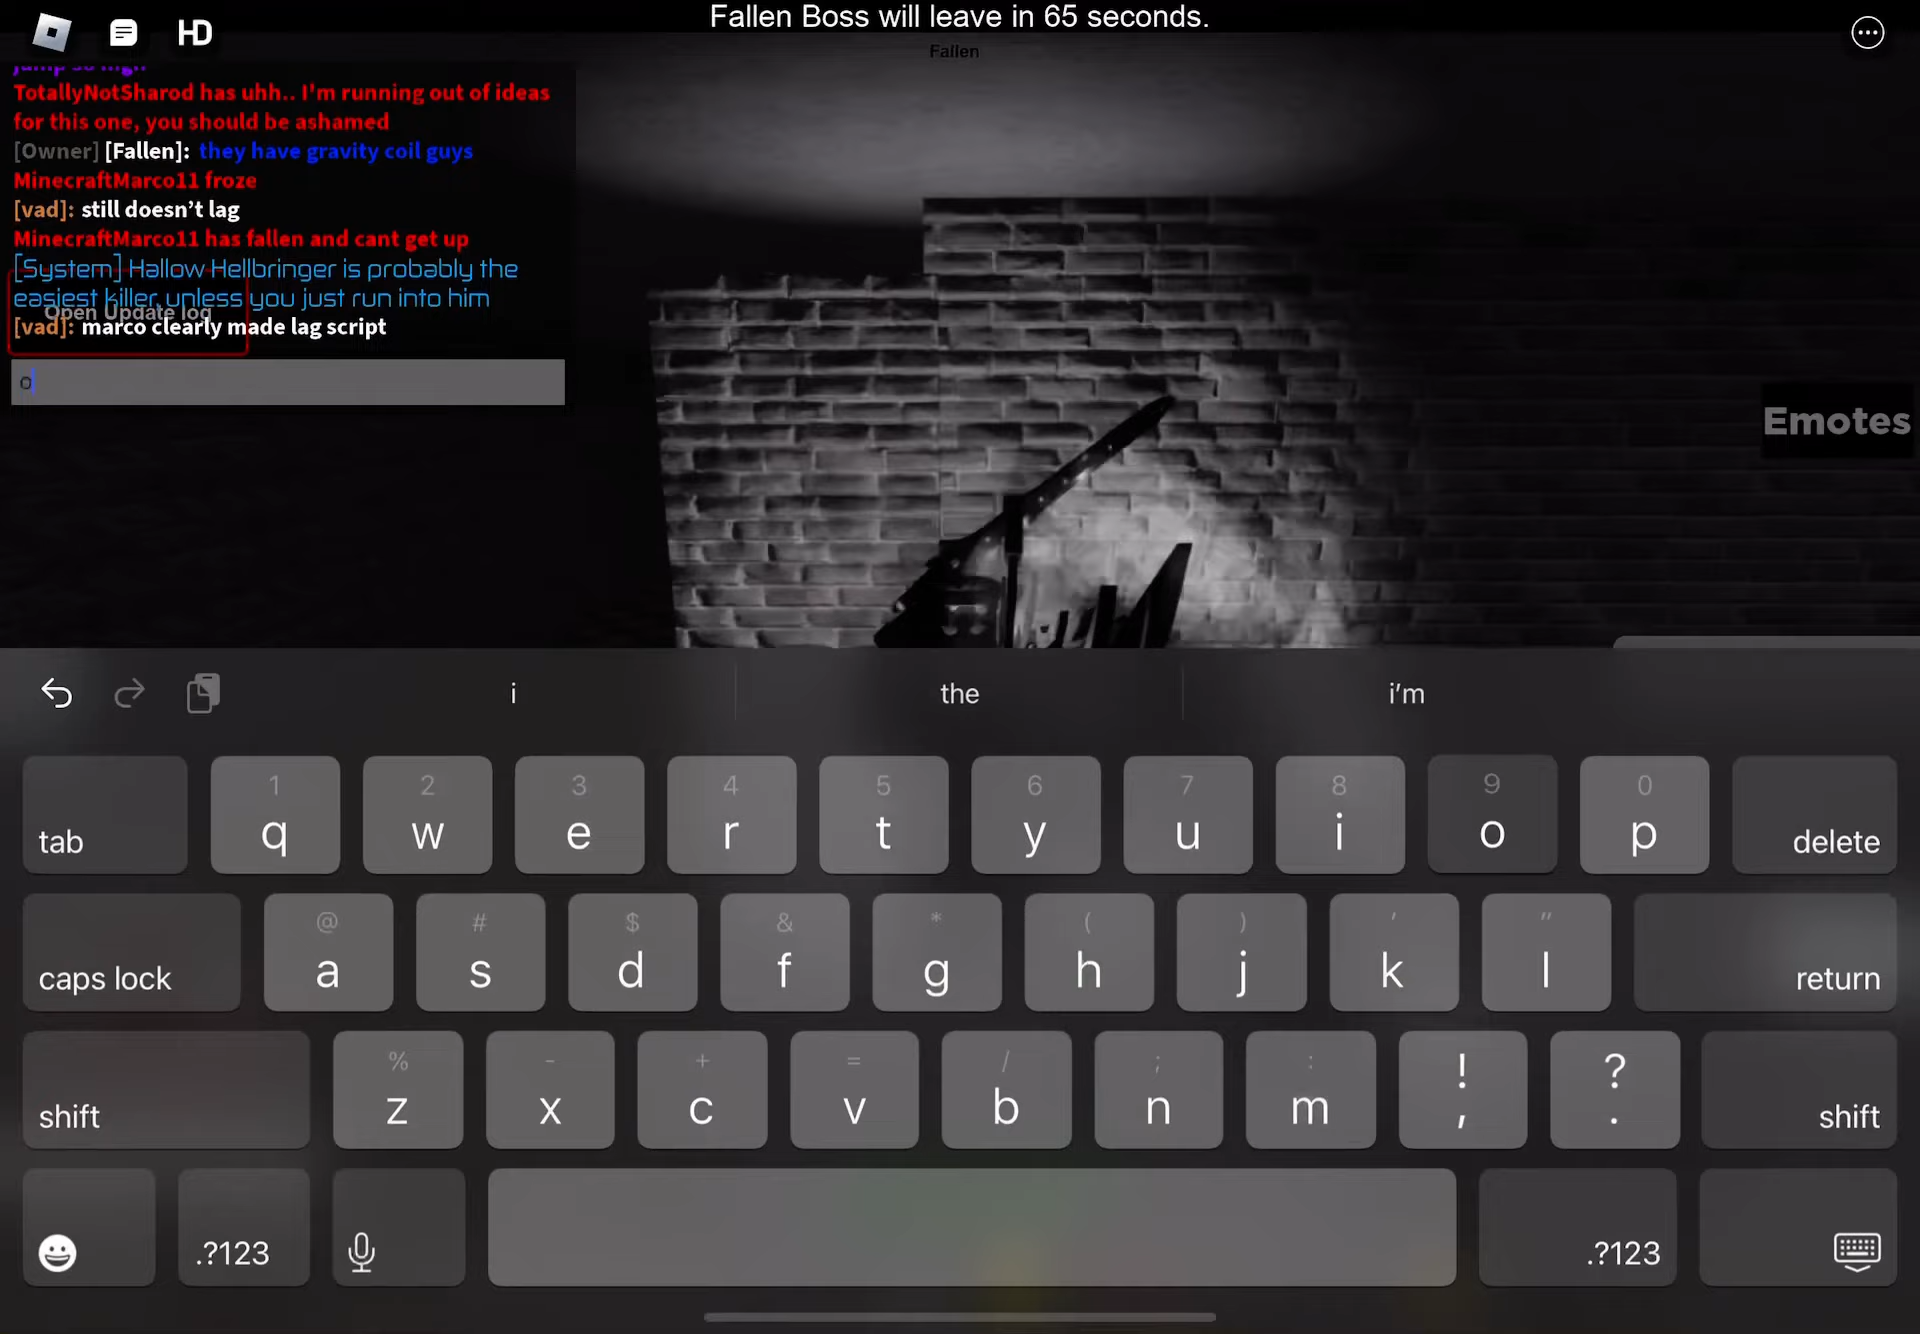 HD
Fallen Boss will leave in 65 seconds.
Fallen
jump so high
TotallyNotSharod has uhh.. I'm running out of ideas
for this one, you should be ashamed
[Owner] [Fallen]: they have gravity coil guys
MinecraftMarco11 froze
[vad]: still doesn’t lag
MinecraftMarco11 has fallen and cant get up
[System] Hallow Hellbringer is probably the
easiest killer unless you just run into him
Open Update log
[vad]: marco clearly made lag script
o
Emotes
i the i’m
1 2 3 4 5 6 7 8 9 0
tab q w e r t y u i o p delete
@ # $ & * ( ) ' "
caps lock a s d f g h j k l return
% - + = / ; : ! ?
shift z x c v b n m , . shift
.?123 .?123